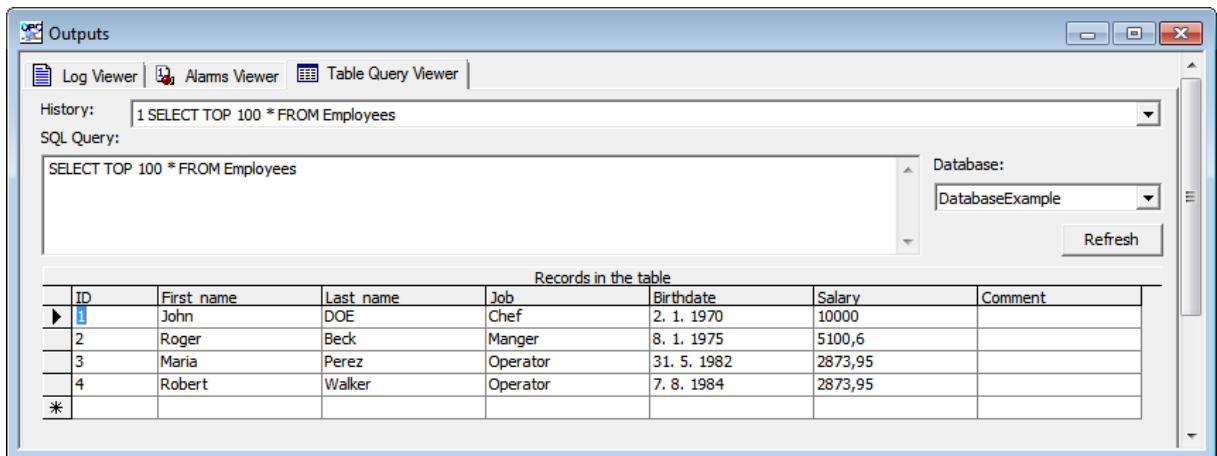 Outputs
Log Viewer Alarms Viewer Table Query Viewer
History: 1 SELECT TOP 100 * FROM Employees
SQL Query:
SELECT TOP 100 * FROM Employees
Database:
DatabaseExample
Refresh
Records in the table
ID First_name Last_name Job Birthdate Salary Comment
1 John DOE Chef 2. 1. 1970 10000
2 Roger Beck Manger 8. 1. 1975 5100,6
3 Maria Perez Operator 31. 5. 1982 2873,95
4 Robert Walker Operator 7. 8. 1984 2873,95